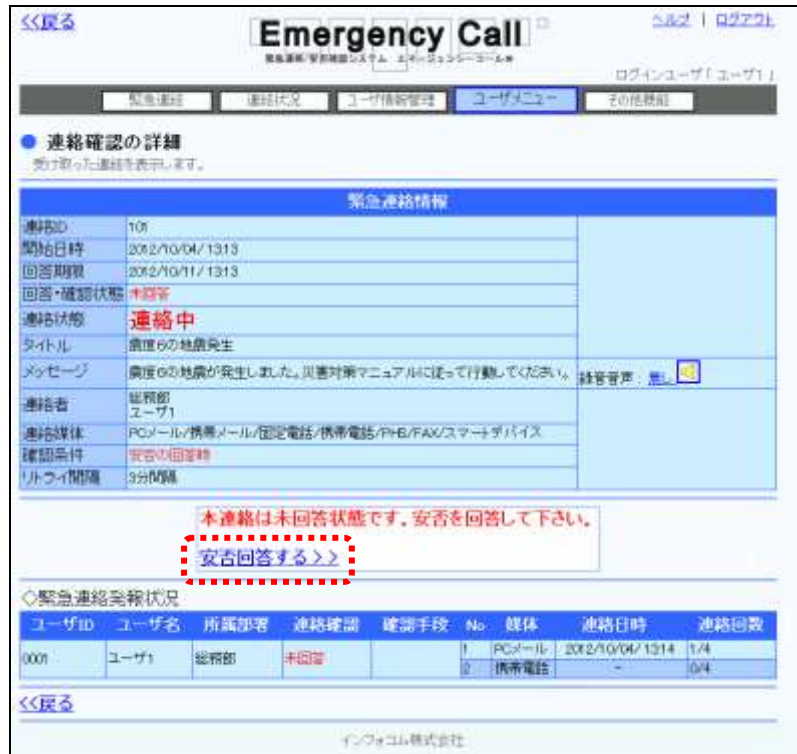 <<戻る
ヘルプ | ログアウト
Emergency Call
緊急連絡/安否確認システム エマージェンシーコール®
ログインユーザ「ユーザ1」
緊急連絡 連絡状況 ユーザ情報管理 ユーザメニュー その他機能
● 連絡確認の詳細
受け取った連絡を表示します。
緊急連絡情報
連絡ID 101
開始日時 2012/10/04/ 13:13
回答期限 2012/10/11/ 13:13
回答・確認状態 未回答
連絡状態 連絡中
タイトル 震度6の地震発生
メッセージ 震度6の地震が発生しました。災害対策マニュアルに従って行動してください。 録音音声: 無し
連絡者 総務部
ユーザ1
連絡媒体 PCメール/携帯メール/固定電話/携帯電話/PHS/FAX/スマートデバイス
確認条件 安否の回答時
リトライ間隔 3分間隔
本連絡は未回答状態です。安否を回答して下さい。
安否回答する>>
◇緊急連絡発報状況
ユーザID ユーザ名 所属部署 連絡確認 確認手段 No 媒体 連絡日時 連絡回数
0001 ユーザ1 総務部 未回答 1 PCメール 2012/10/04/ 13:14 1/4
2 携帯電話 - 0/4
<<戻る
インフォコム株式会社